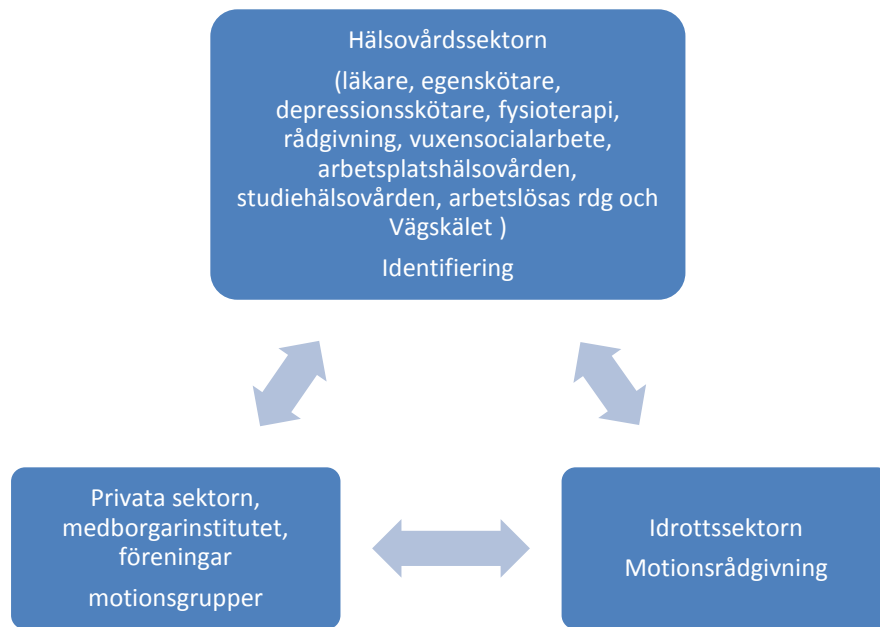 Hälsovårdssektorn
(läkare, egenskötare,
depressionsskötare, fysioterapi,
rådgivning, vuxensocialarbete,
arbetsplatshälsovården,
studiehälsovården, arbetslösas rdg och
Vägskälet )
Identifiering
Privata sektorn,
medborgarinstitutet,
föreningar
motionsgrupper
Idrottssektorn
Motionsrådgivning